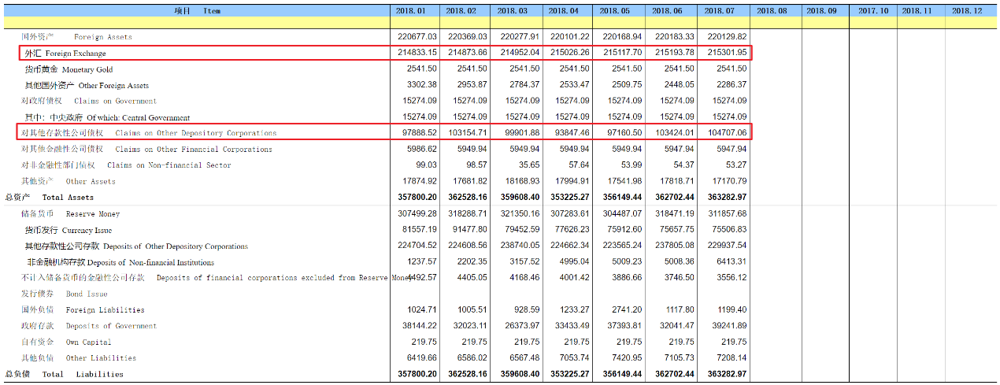 项目 Item 2018.01 2018.02 2018.03 2018.04 2018.05 2018.06 2018.07 2018.08 2018.09 2017.10 2018.11 2018.12
国外资产 Foreign Assets 220677.03 220369.03 220277.91 220101.22 220168.94 220183.33 220129.82
外汇 Foreign Exchange 214833.15 214873.66 214952.04 215026.26 215117.70 215193.78 215301.95
货币黄金 Monetary Gold 2541.50 2541.50 2541.50 2541.50 2541.50 2541.50 2541.50
其他国外资产 Other Foreign Assets 3302.38 2953.87 2784.37 2533.47 2509.75 2448.05 2286.37
对政府债权 Claims on Government 15274.09 15274.09 15274.09 15274.09 15274.09 15274.09 15274.09
其中：中央政府 Of which: Central Government 15274.09 15274.09 15274.09 15274.09 15274.09 15274.09 15274.09
对其他存款性公司债权 Claims on Other Depository Corporations 97888.52 103154.71 99901.88 93847.46 97160.50 103424.01 104707.06
对其他金融性公司债权 Claims on Other Financial Corporations 5986.62 5949.94 5949.94 5949.94 5949.94 5947.94 5947.94
对非金融性部门债权 Claims on Non-financial Sector 99.03 98.57 35.65 57.64 53.99 54.37 53.27
其他资产 Other Assets 17874.92 17681.82 18168.93 17994.91 17541.98 17818.71 17170.79
总资产 Total Assets 357800.20 362528.16 359608.40 353225.27 356149.44 362702.44 363282.97
储备货币 Reserve Money 307499.28 318288.71 321350.16 307283.61 304487.07 318471.19 311857.68
货币发行 Currency Issue 81557.19 91477.80 79452.59 77626.23 75912.60 75657.75 75506.83
其他存款性公司存款 Deposits of Other Depository Corporations 224704.52 224608.56 238740.05 224662.34 223565.24 237805.08 229937.54
非金融机构存款 Deposits of Non-financial Institutions 1237.57 2202.35 3157.52 4995.04 5009.23 5008.36 6413.31
不计入储备货币的金融性公司存款 Deposits of financial corporations excluded from Reserve Money 4492.57 4405.05 4168.46 4001.42 3886.66 3746.50 3556.12
发行债券 Bond Issue
国外负债 Foreign Liabilities 1024.71 1005.51 928.59 1233.27 2741.20 1117.80 1199.40
政府存款 Deposits of Government 38144.22 32023.11 26373.97 33433.49 37393.81 32041.47 39241.89
自有资金 Own Capital 219.75 219.75 219.75 219.75 219.75 219.75 219.75
其他负债 Other Liabilities 6419.66 6586.02 6567.48 7053.74 7420.95 7105.73 7208.14
总负债 Total Liabilities 357800.20 362528.16 359608.40 353225.27 356149.44 362702.44 363282.97